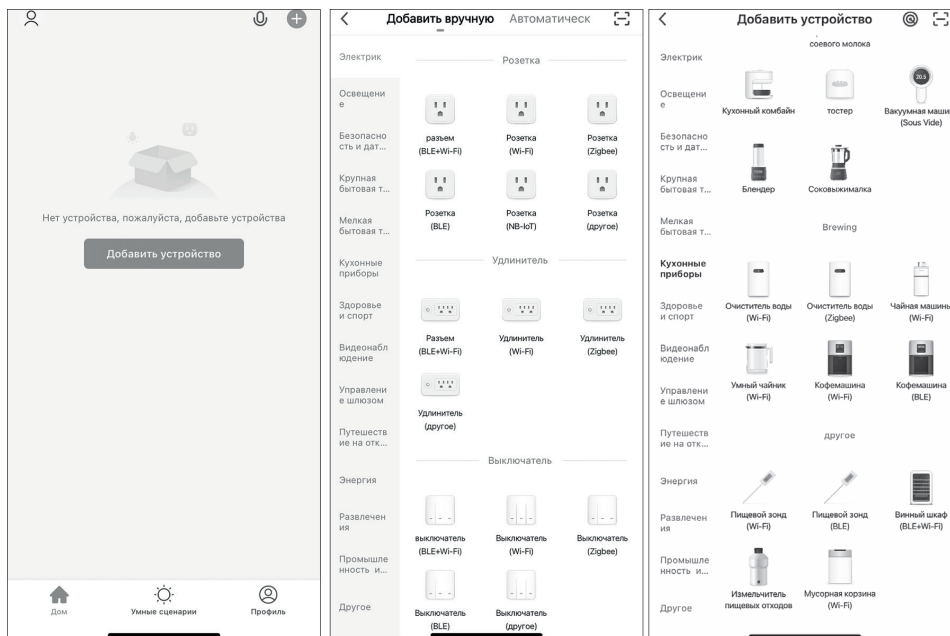 Нет устройства, пожалуйста, добавьте устройства
Добавить устройство
Дом
Умные сценарии
Профиль
Добавить вручную
Автоматическ
Электрик
Освещени
е
Безопасно
сть и дат...
Крупная
бытовая т...
Мелкая
бытовая т...
Кухонные
приборы
Здоровье
и спорт
Видеонабл
юдение
Управлени
е шлюзом
Путешеств
ие на отк...
Энергия
Развлечен
ия
Промышле
нность и...
Другое
Розетка
разъем
(BLE+Wi-Fi)
Розетка
(Wi-Fi)
Розетка
(Zigbee)
Розетка
(BLE)
Розетка
(NB-IoT)
Розетка
(другое)
Удлинитель
Разъем
(BLE+Wi-Fi)
Удлинитель
(Wi-Fi)
Удлинитель
(Zigbee)
Удлинитель
(другое)
Выключатель
выключатель
(BLE+Wi-Fi)
Выключатель
(Wi-Fi)
Выключатель
(Zigbee)
Выключатель
(BLE)
Выключатель
(другое)
Добавить устройство
Электрик
Освещени
е
Безопасно
сть и дат...
Крупная
бытовая т...
Мелкая
бытовая т...
Кухонные
приборы
Здоровье
и спорт
Видеонабл
юдение
Управлени
е шлюзом
Путешеств
ие на отк...
Энергия
Развлечен
ия
Промышле
нность и...
Другое
соевого молока
Кухонный комбайн
тостер
20.5
Вакуумная маши
(Sous Vide)
Блендер
Соковыжималка
Brewing
Очиститель воды
(Wi-Fi)
Очиститель воды
(Zigbee)
Чайная машинь
(Wi-Fi)
Умный чайник
(Wi-Fi)
Кофемашина
(Wi-Fi)
Кофемашина
(BLE)
другое
Пищевой зонд
(Wi-Fi)
Пищевой зонд
(BLE)
Винный шкаф
(BLE+Wi-Fi)
Измельчитель
пищевых отходов
Мусорная корзина
(Wi-Fi)